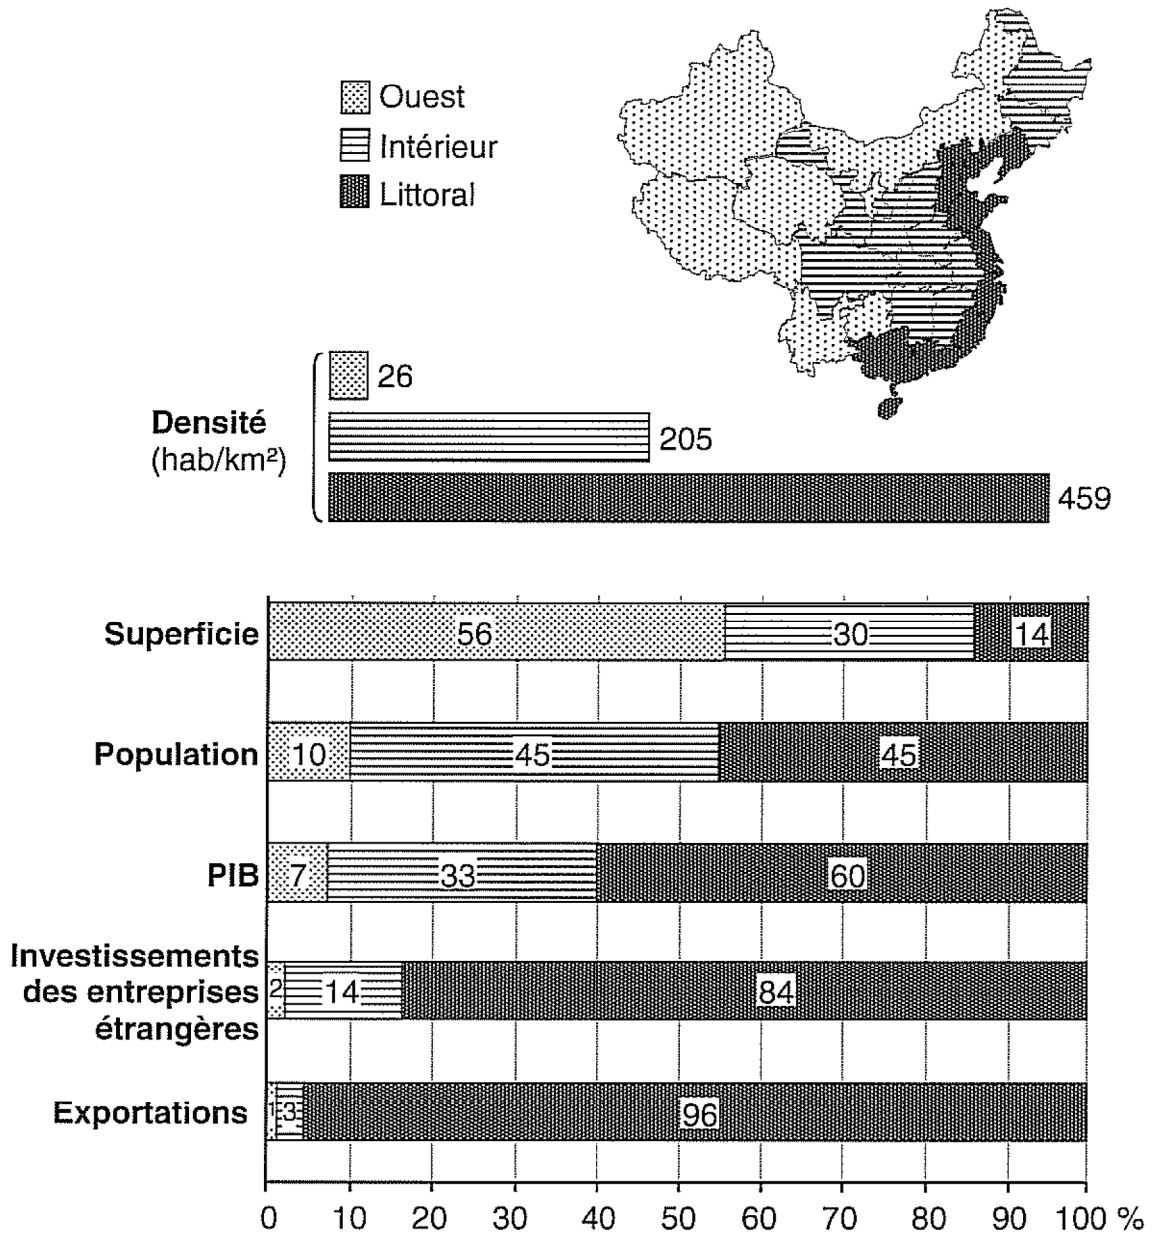 Ouest
Intérieur
Littoral
26
Densité
(hab/km²)
205
459
Superficie
56
30
14
Population
10
45
45
PIB
7
33
60
Investissements
des entreprises
étrangères
2
14
84
Exportations
1
3
96
0 10 20 30 40 50 60 70 80 90 100 %